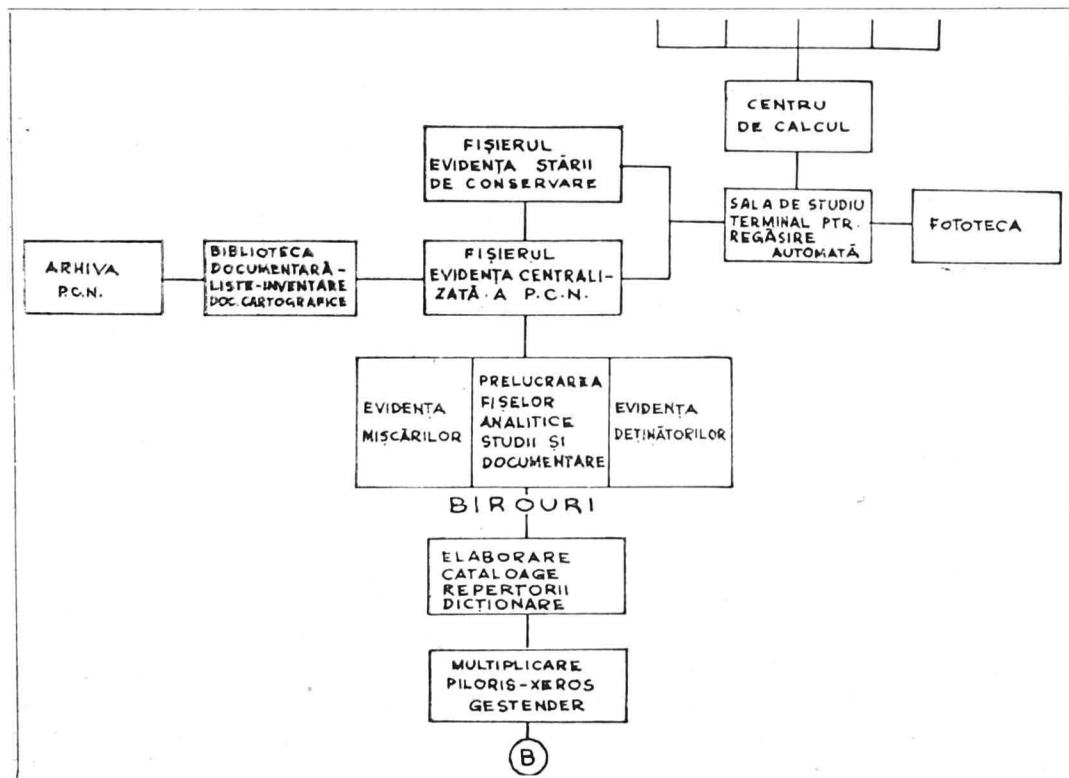 CENTRU
DE CALCUL
FIȘIERUL
EVIDENȚA STĂRII
DE CONSERVARE
SALA DE STUDIU
TERMINAL PTR.
REGĂSIRE
AUTOMATĂ
FOTOTECA
ARHIVA
P.C.N.
BIBLIOTECA
DOCUMENTARĂ-
LISTE-INVENTARE
DOC. CARTOGRAFICE
FIȘIERUL
EVIDENȚA CENTRALI-
ZATĂ A P.C.N.
EVIDENȚA
MIȘCĂRILOR
PRELUCRAREA
FIȘELOR
ANALITICE
STUDII ȘI
DOCUMENTARE
EVIDENȚA
DEȚINĂTORILOR
BIROURI
ELABORARE
CATALOAGE
REPERTORII
DICȚIONARE
MULTIPLICARE
PILORIS-XEROS
GESTENDER
B